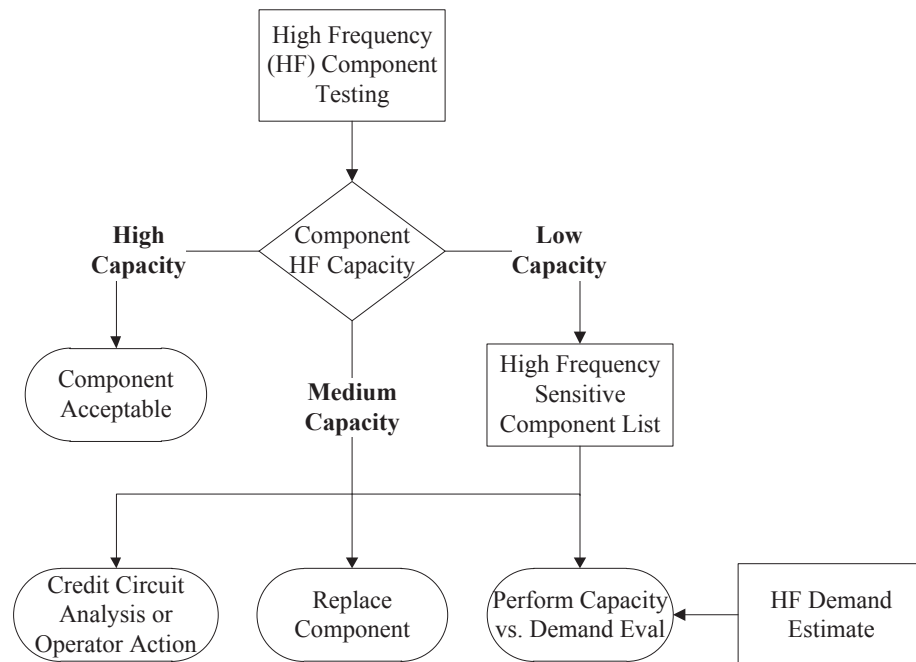 High Frequency
(HF) Component
Testing
High
Capacity
Component
HF Capacity
Low
Capacity
Component
Acceptable
Medium
Capacity
High Frequency
Sensitive
Component List
Credit Circuit
Analysis or
Operator Action
Replace
Component
Perform Capacity
vs. Demand Eval
HF Demand
Estimate